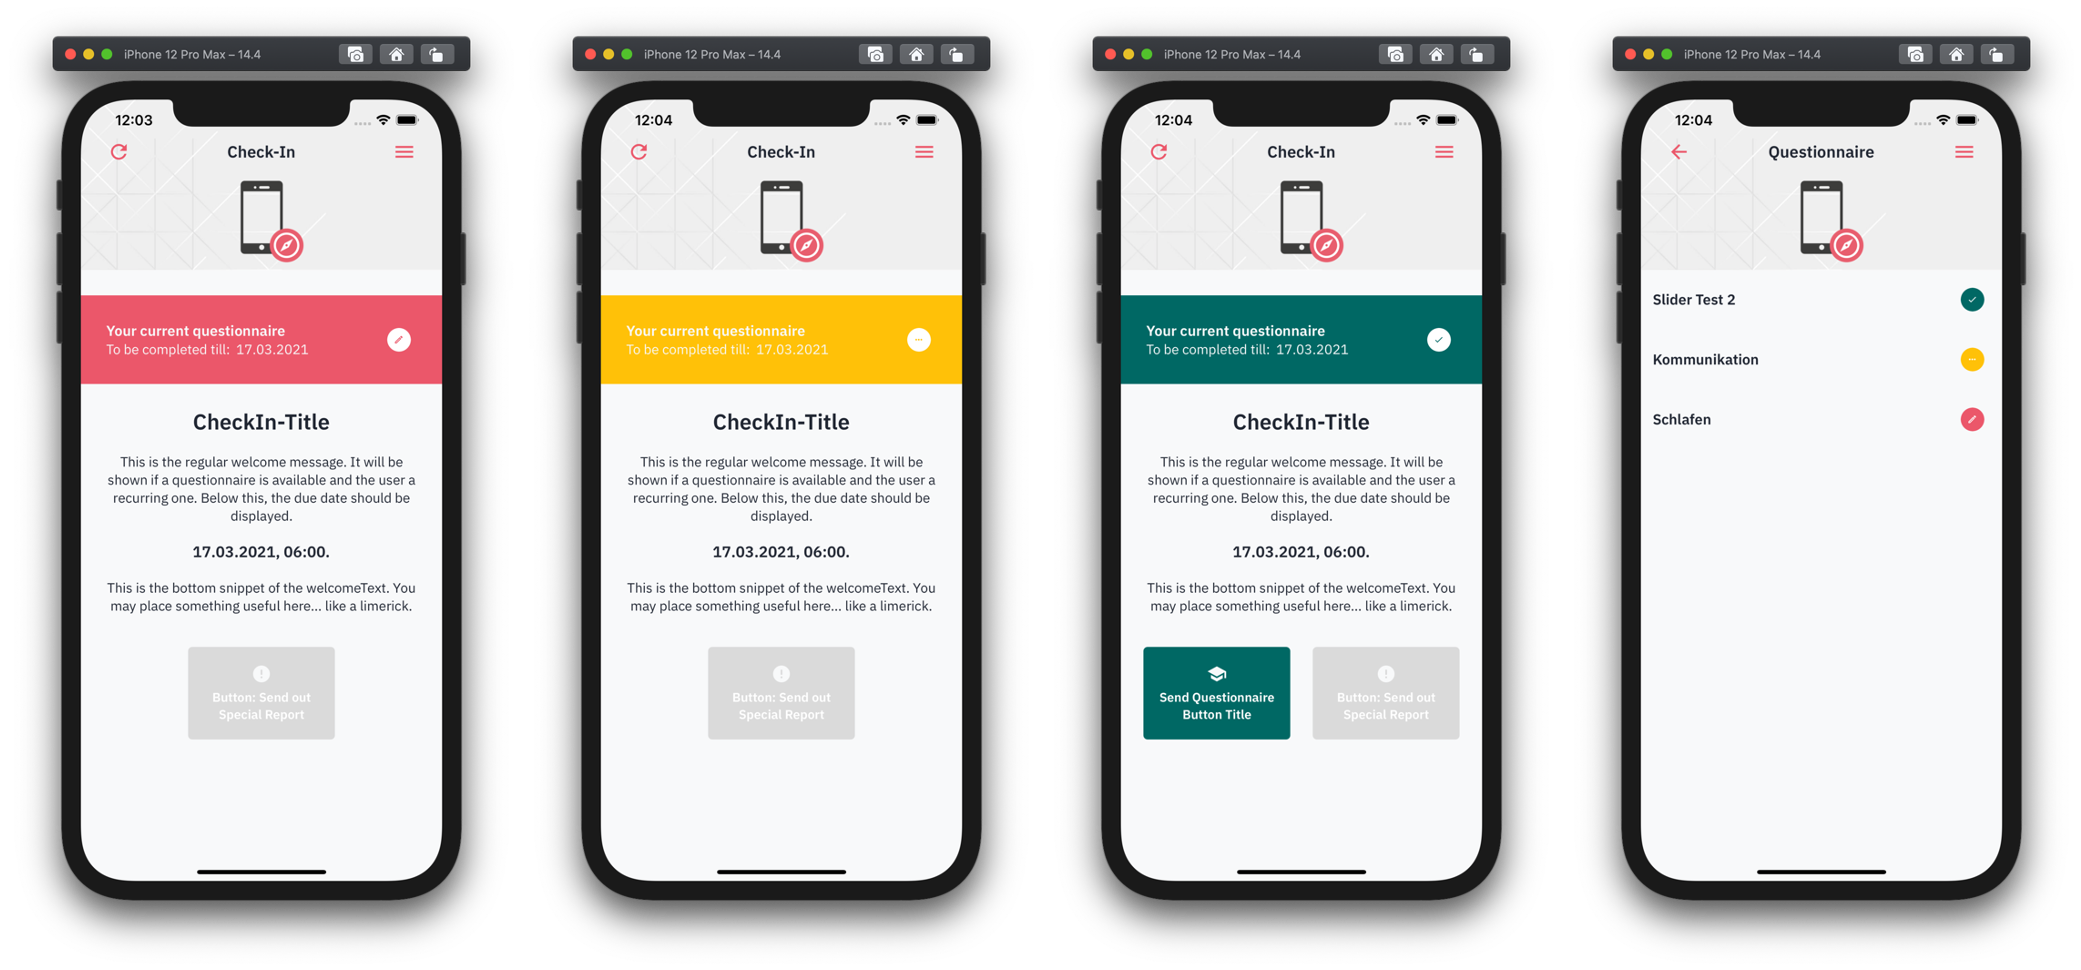 iPhone 12 Pro Max – 14.4
12:03
Check-In
Your current questionnaire
To be completed till: 17.03.2021
CheckIn-Title
This is the regular welcome message. It will be
shown if a questionnaire is available and the user a
recurring one. Below this, the due date should be
displayed.
17.03.2021, 06:00.
This is the bottom snippet of the welcomeText. You
may place something useful here... like a limerick.
Button: Send out
Special Report
iPhone 12 Pro Max – 14.4
12:04
Check-In
Your current questionnaire
To be completed till: 17.03.2021
CheckIn-Title
This is the regular welcome message. It will be
shown if a questionnaire is available and the user a
recurring one. Below this, the due date should be
displayed.
17.03.2021, 06:00.
This is the bottom snippet of the welcomeText. You
may place something useful here... like a limerick.
Button: Send out
Special Report
iPhone 12 Pro Max – 14.4
12:04
Check-In
Your current questionnaire
To be completed till: 17.03.2021
CheckIn-Title
This is the regular welcome message. It will be
shown if a questionnaire is available and the user a
recurring one. Below this, the due date should be
displayed.
17.03.2021, 06:00.
This is the bottom snippet of the welcomeText. You
may place something useful here... like a limerick.
Send Questionnaire
Button Title
Button: Send out
Special Report
iPhone 12 Pro Max – 14.4
12:04
Questionnaire
Slider Test 2
Kommunikation
Schlafen